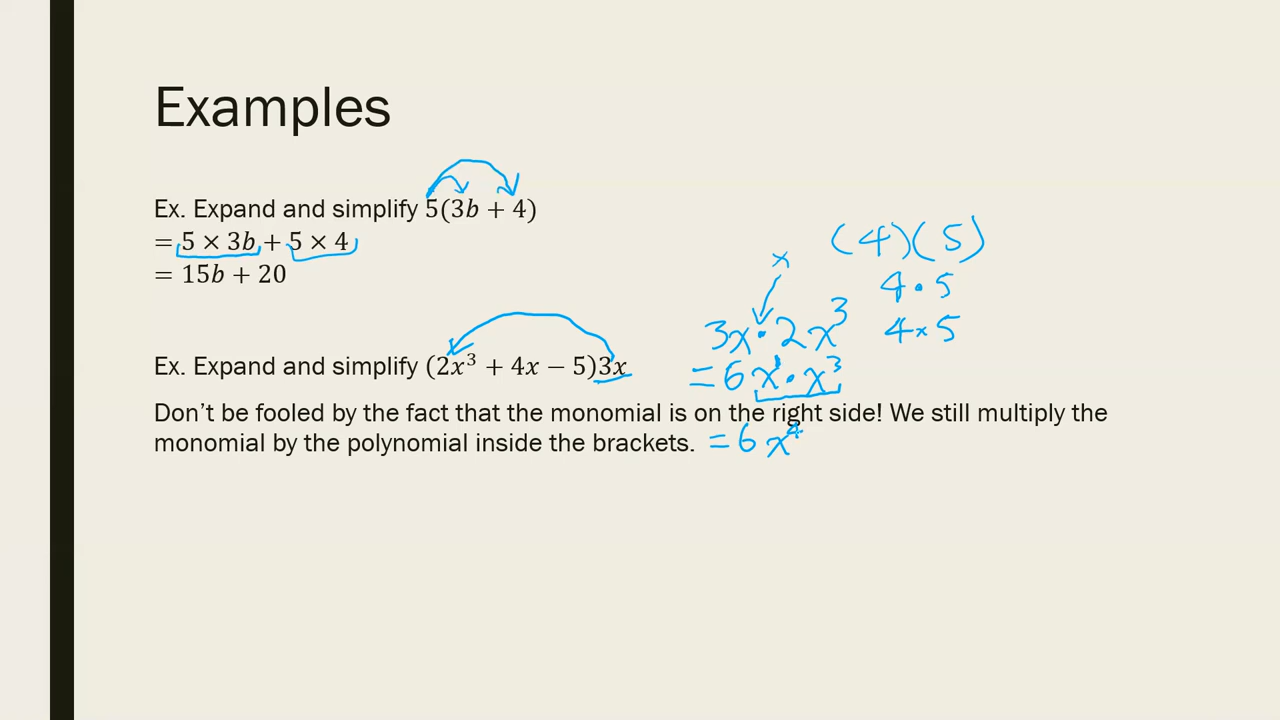 Examples
Ex. Expand and simplify 5(3b + 4)
= 5 × 3b + 5 × 4
= 15b + 20
(4)(5)
4 · 5
4 × 5
×
3x · 2x³
= 6x¹ · x³
= 6x⁴
Ex. Expand and simplify (2x³ + 4x − 5)3x
Don't be fooled by the fact that the monomial is on the right side! We still multiply the
monomial by the polynomial inside the brackets.